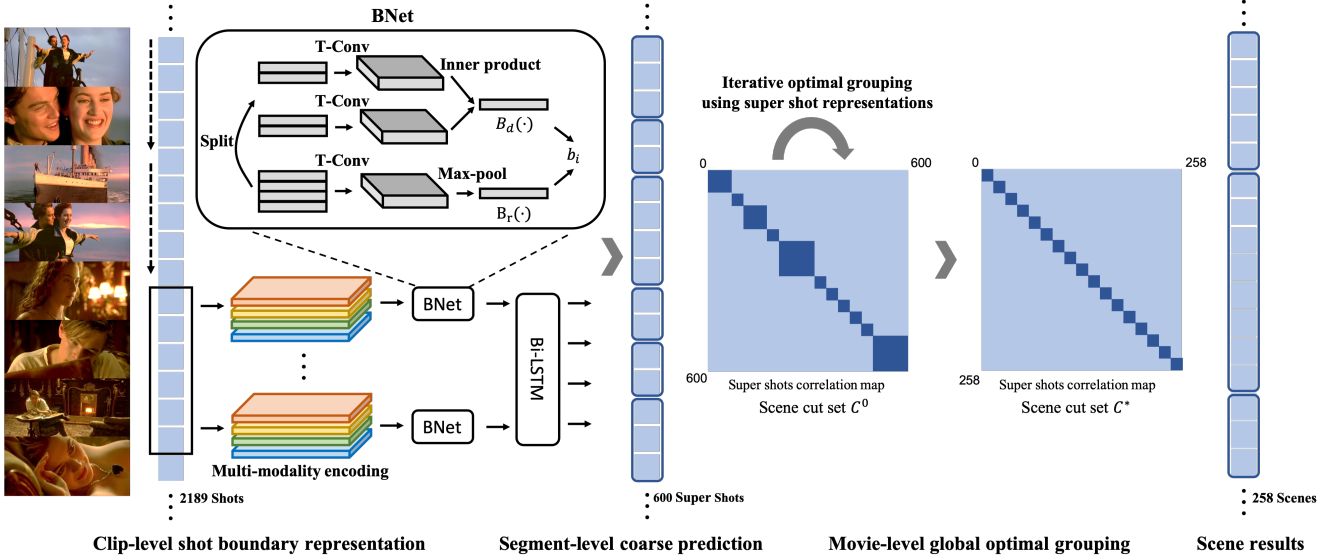 BNet
T-Conv
Inner product
T-Conv
B_d(·)
Split
b_i
T-Conv
Max-pool
B_r(·)
BNet
Bi-LSTM
BNet
Multi-modality encoding
2189 Shots
600 Super Shots
Iterative optimal grouping
using super shot representations
0
600
600
Super shots correlation map
Scene cut set C⁰
0
258
258
Super shots correlation map
Scene cut set C*
258 Scenes
Clip-level shot boundary representation
Segment-level coarse prediction
Movie-level global optimal grouping
Scene results